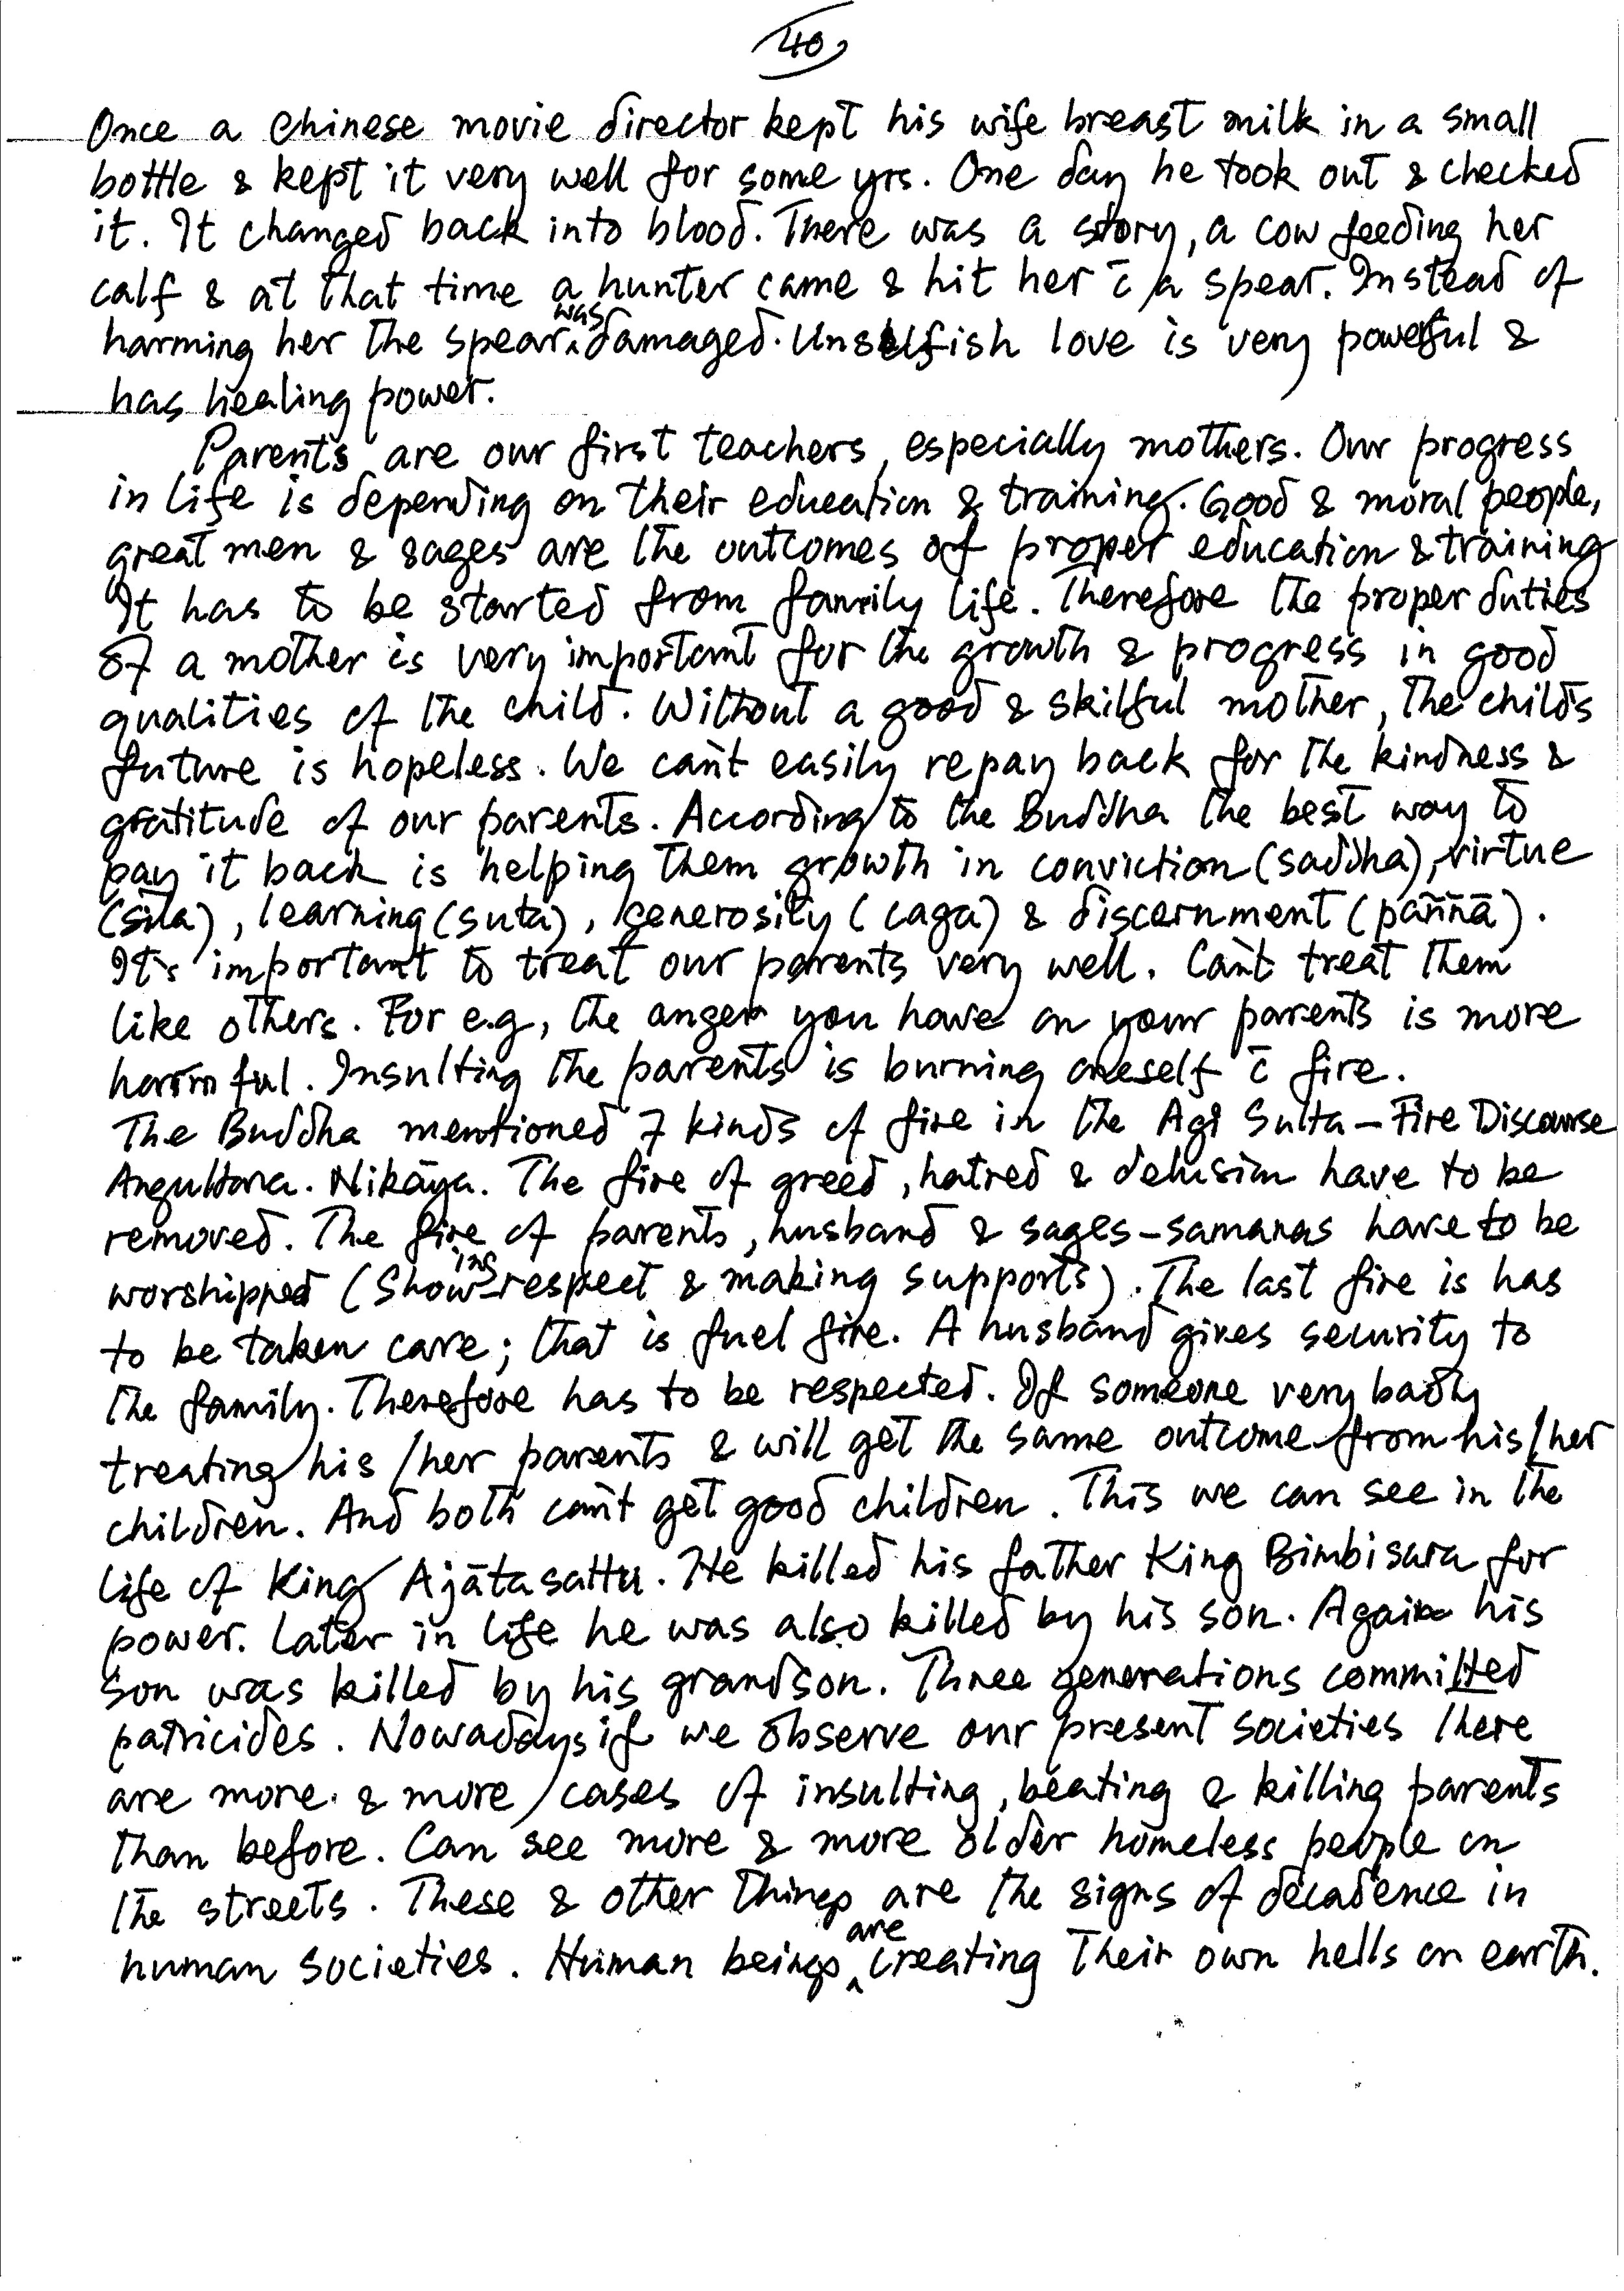 40
Once a chinese movie director kept his wife breast milk in a small
bottle & kept it very well for some yrs. One day he took out & checked
it. It changed back into blood. There was a story, a cow feeding her
calf & at that time a hunter came & hit her c̄ a spear. Instead of
harming her the spear was damaged. Unselfish love is very powerful &
has healing power.
Parents are our first teachers, especially mothers. Our progress
in life is depending on their education & training. Good & moral people,
great men & sages are the outcomes of proper education & training
It has to be started from family life. Therefore the proper duties
of a mother is very important for the growth & progress in good
qualities of the child. Without a good & skilful mother, the child's
future is hopeless. We can't easily repay back for the kindness &
gratitude of our parents. According to the Buddha the best way to
pay it back is helping them growth in conviction (saddha), virtue
(sīla), learning (suta), generosity (caga) & discernment (paññā).
It's important to treat our parents very well. Can't treat them
like others. For e.g, the anger you have on your parents is more
harmful. Insulting the parents is burning oneself c̄ fire.
The Buddha mentioned 7 kinds of fire in the Agi Sutta – Fire Discourse
Anguttara. Nikāya. The fire of greed, hatred & delusion have to be
removed. The fire of parents, husband & sages – samanas have to be
worshipped (Showing respect & making supports). The last fire is has
to be taken care; that is fuel fire. A husband gives security to
the family. Therefore has to be respected. If someone very badly
treating his/her parents & will get the same outcome from his/her
children. And both can't get good children. This we can see in the
life of King Ajātasattu. He killed his father King Bimbisara for
power. Later in life he was also killed by his son. Again his
son was killed by his grandson. Three generations committed
patricides. Nowadays if we observe our present societies there
are more & more cases of insulting, beating & killing parents
than before. Can see more & more older homeless people on
the streets. These & other things are the signs of decadence in
human societies. Human beings are creating their own hells on earth.